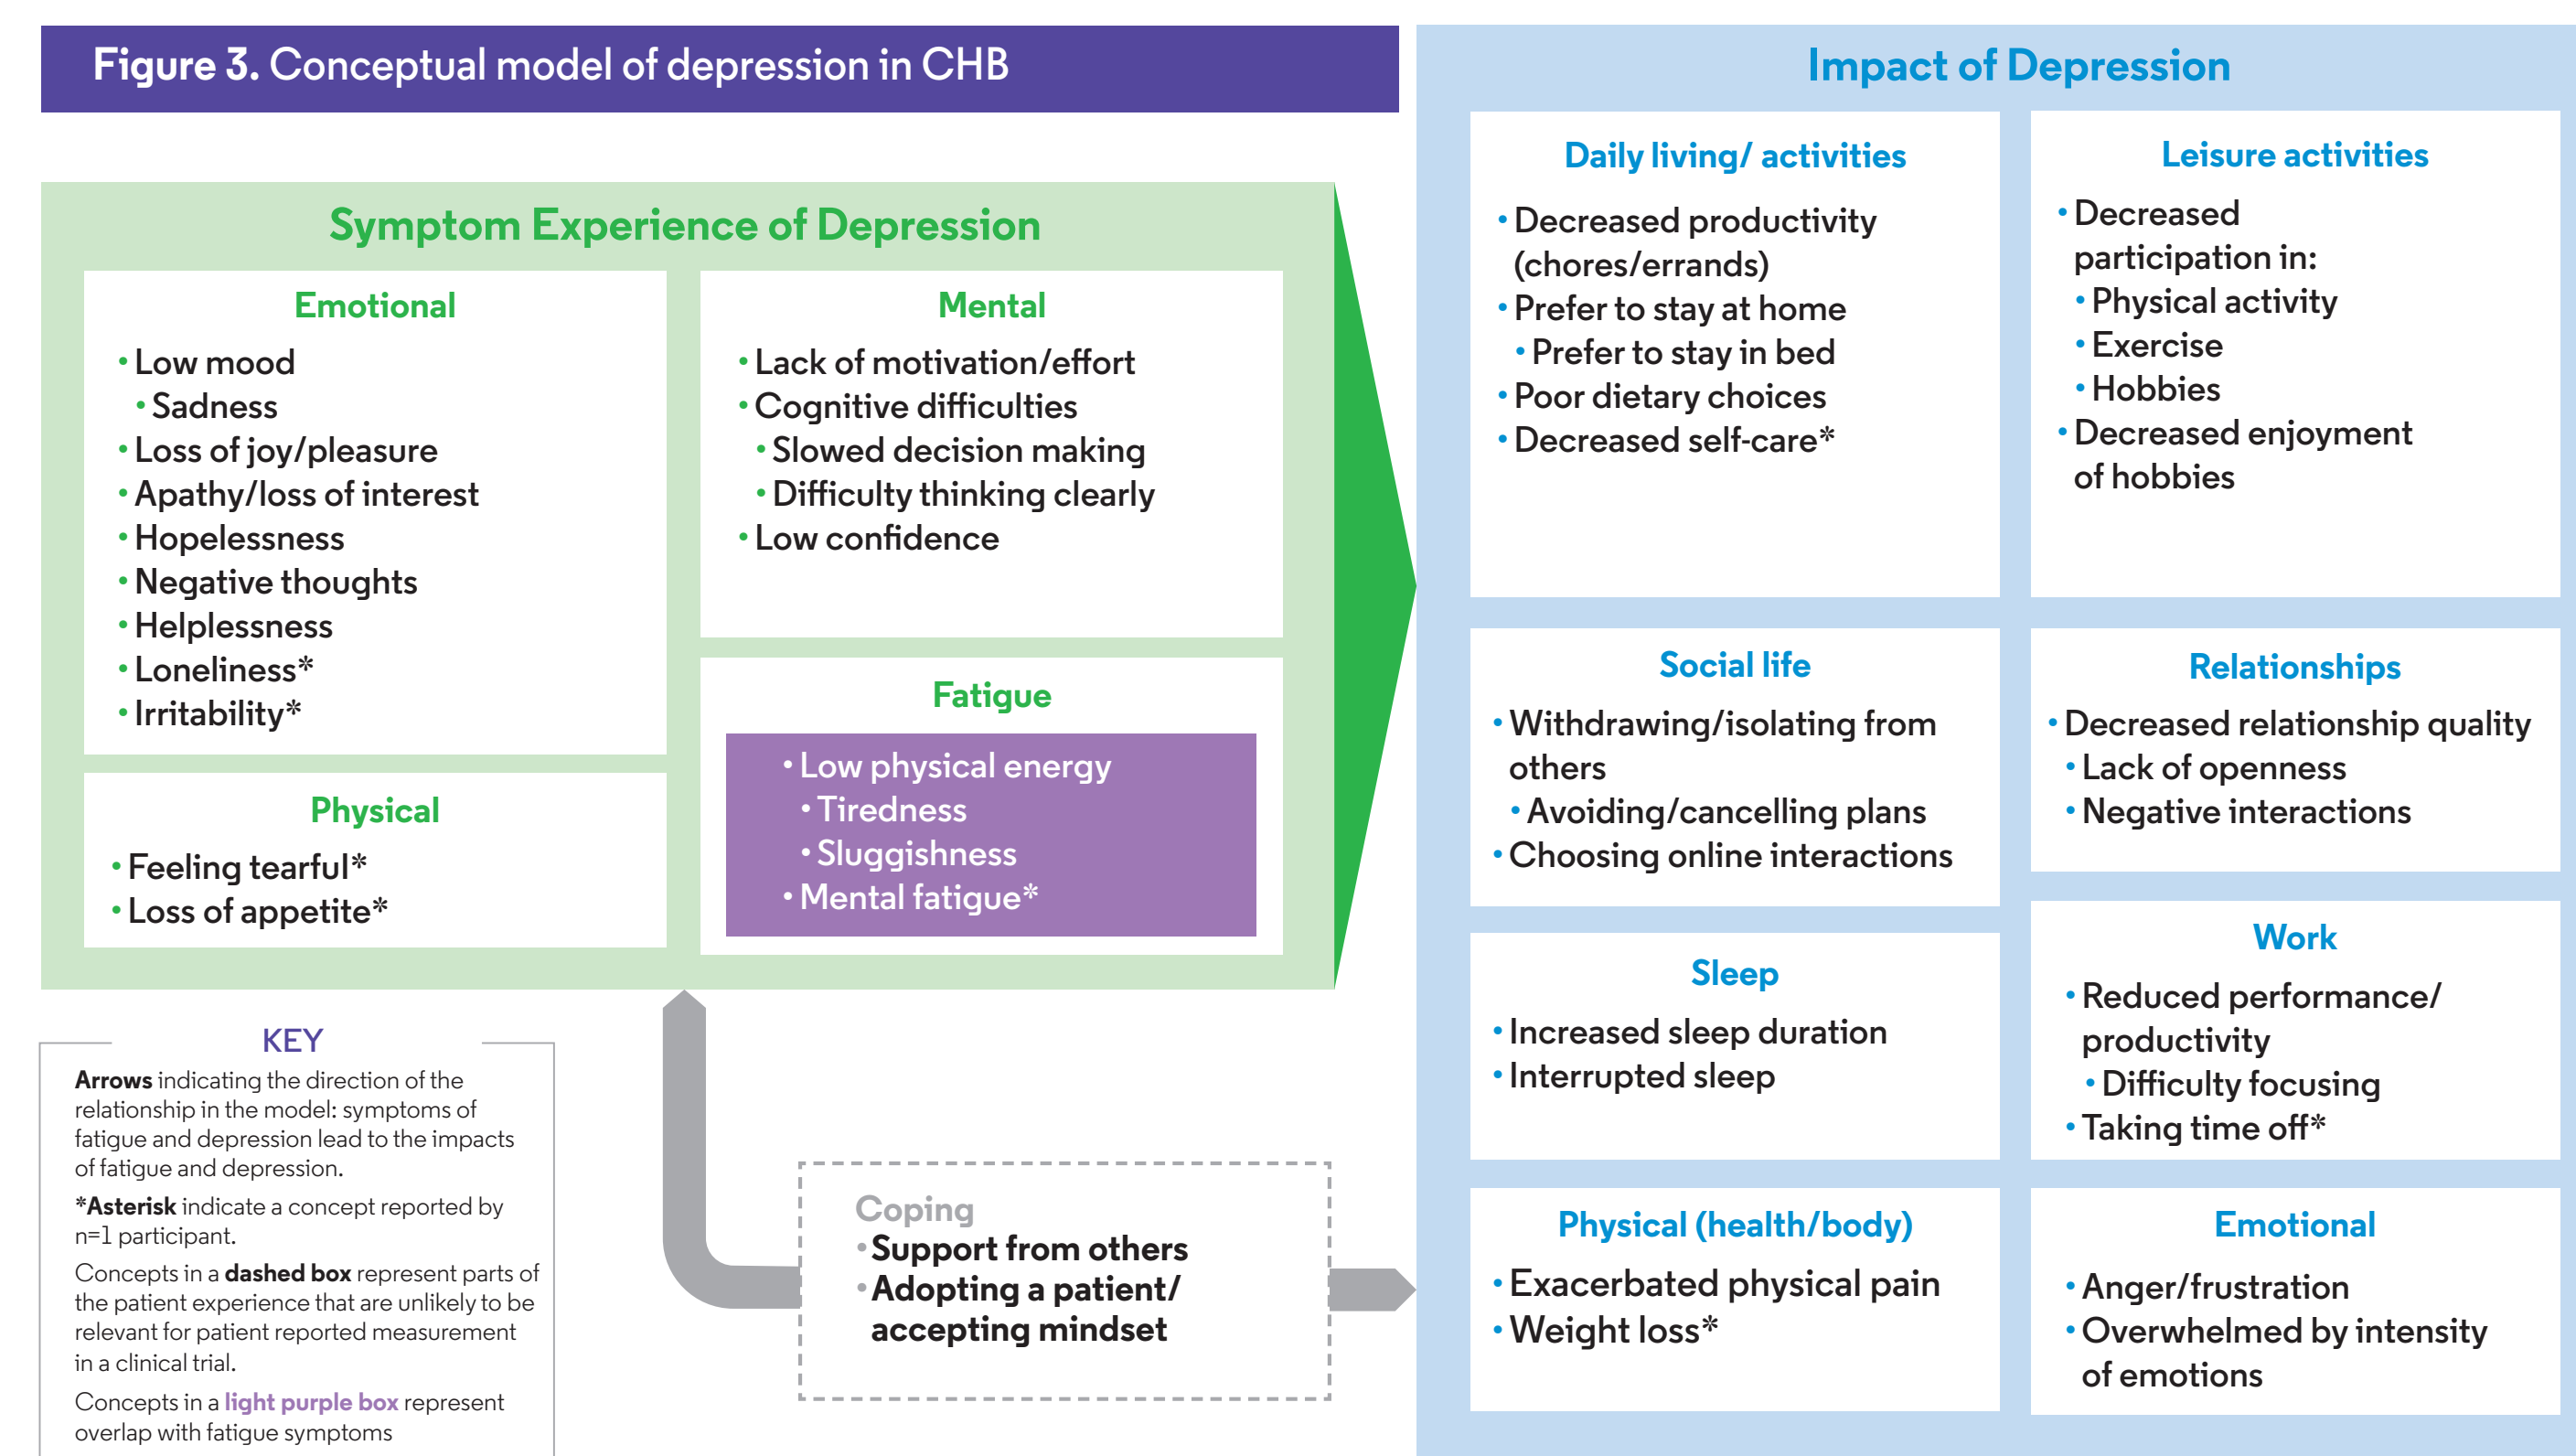 Figure 3. Conceptual model of depression in CHB
Symptom Experience of Depression
Emotional
• Low mood
• Sadness
• Loss of joy/pleasure
• Apathy/loss of interest
• Hopelessness
• Negative thoughts
• Helplessness
• Loneliness*
• Irritability*
Physical
• Feeling tearful*
• Loss of appetite*
Mental
• Lack of motivation/effort
• Cognitive difficulties
• Slowed decision making
• Difficulty thinking clearly
• Low confidence
Fatigue
• Low physical energy
• Tiredness
• Sluggishness
• Mental fatigue*
KEY
Arrows indicating the direction of the
relationship in the model: symptoms of
fatigue and depression lead to the impacts
of fatigue and depression.
*Asterisk indicate a concept reported by
n=1 participant.
Concepts in a dashed box represent parts of
the patient experience that are unlikely to be
relevant for patient reported measurement
in a clinical trial.
Concepts in a light purple box represent
overlap with fatigue symptoms
Coping
• Support from others
• Adopting a patient/
accepting mindset
Impact of Depression
Daily living/ activities
• Decreased productivity
(chores/errands)
• Prefer to stay at home
• Prefer to stay in bed
• Poor dietary choices
• Decreased self-care*
Leisure activities
• Decreased
participation in:
• Physical activity
• Exercise
• Hobbies
• Decreased enjoyment
of hobbies
Social life
• Withdrawing/isolating from
others
• Avoiding/cancelling plans
• Choosing online interactions
Relationships
• Decreased relationship quality
• Lack of openness
• Negative interactions
Sleep
• Increased sleep duration
• Interrupted sleep
Work
• Reduced performance/
productivity
• Difficulty focusing
• Taking time off*
Physical (health/body)
• Exacerbated physical pain
• Weight loss*
Emotional
• Anger/frustration
• Overwhelmed by intensity
of emotions